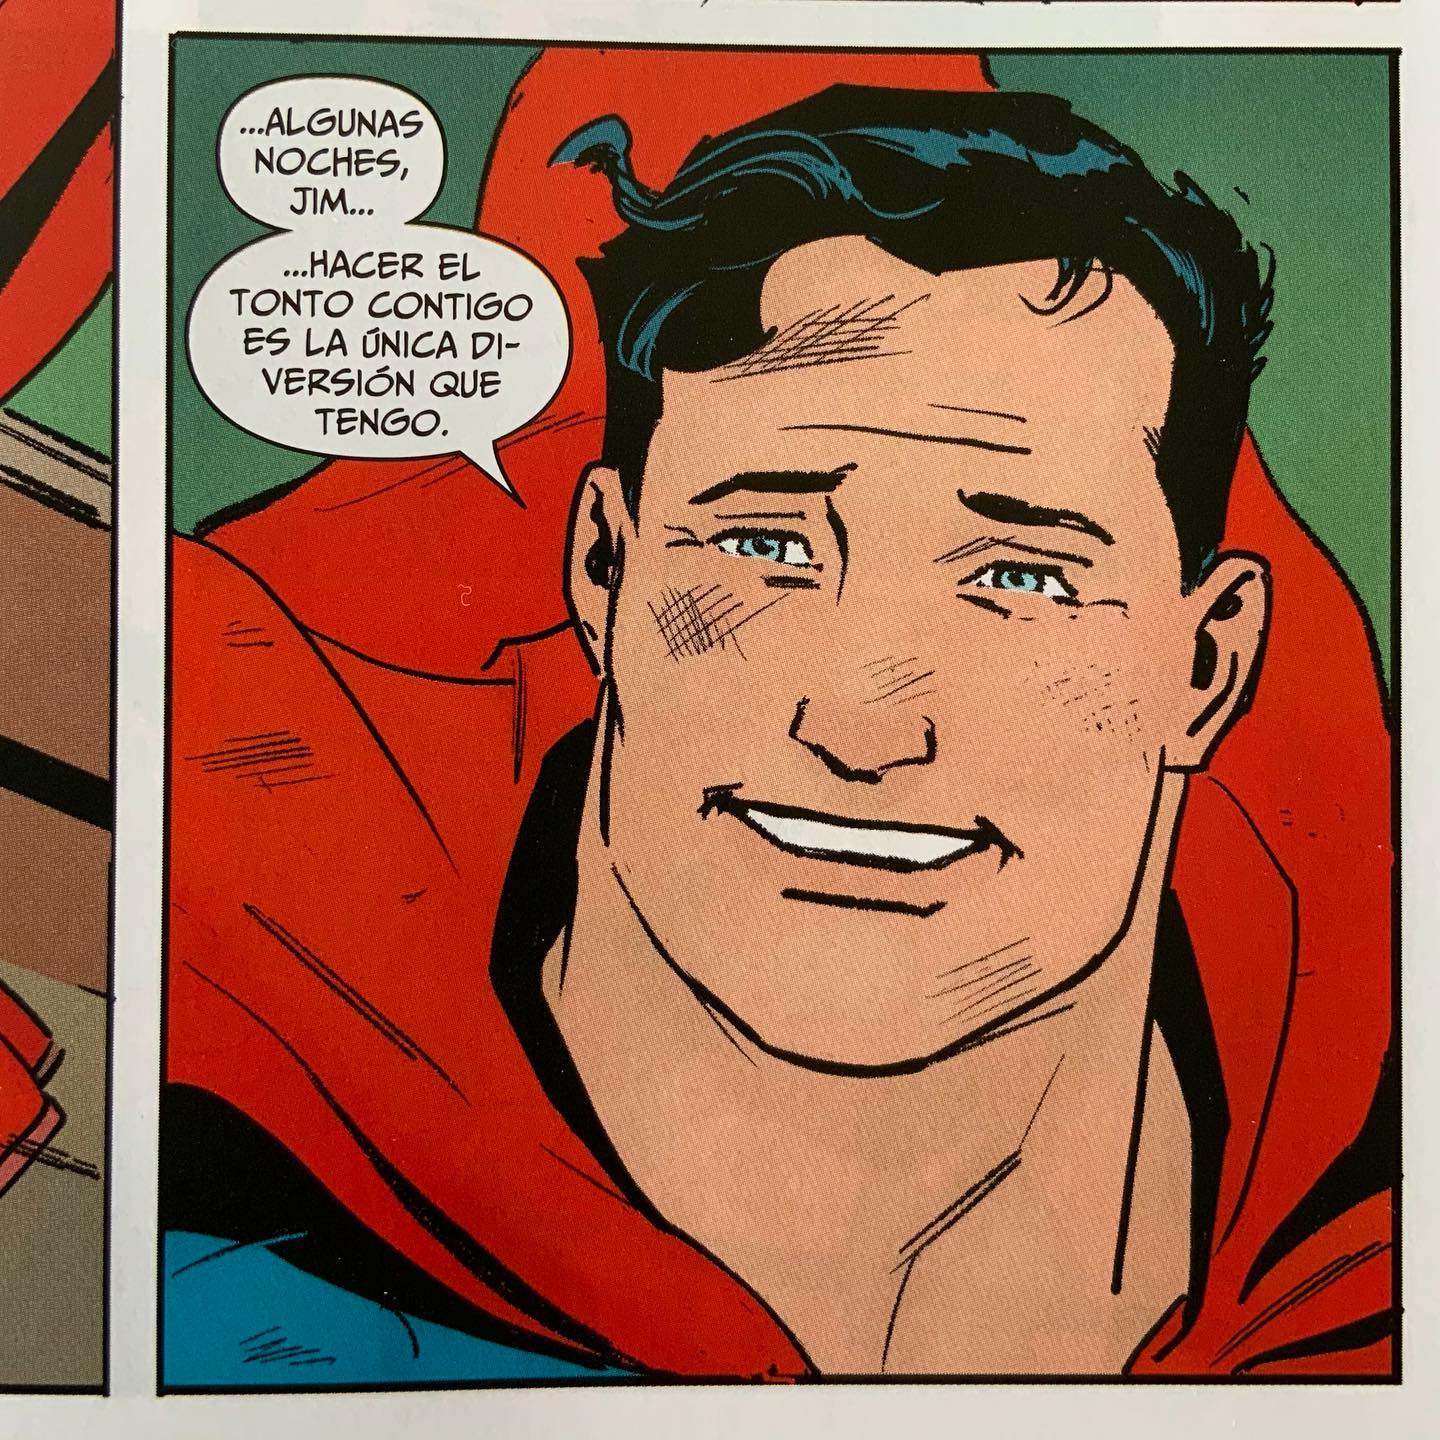 ...ALGUNAS
NOCHES,
JIM...
...HACER EL
TONTO CONTIGO
ES LA ÚNICA DI-
VERSIÓN QUE
TENGO.